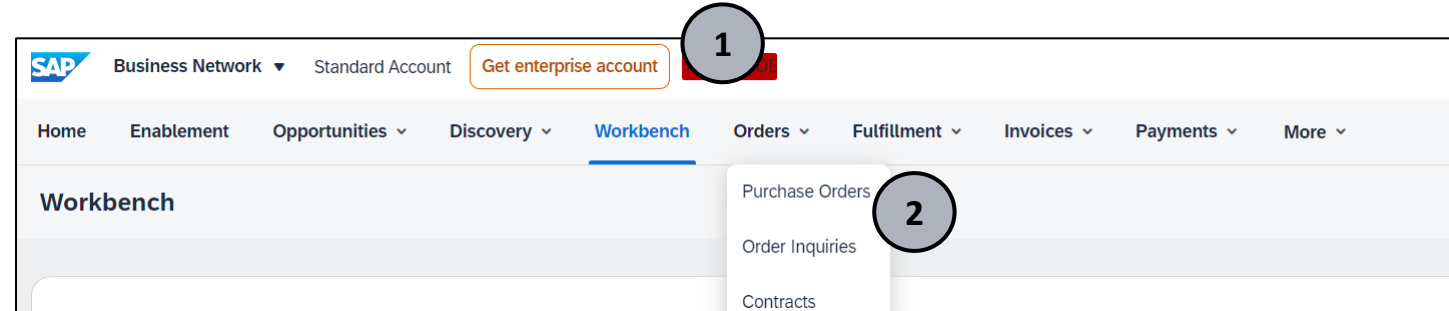 1
SAP Business Network Standard Account Get enterprise account
Home Enablement Opportunities Discovery Workbench Orders Fulfillment Invoices Payments More
Workbench
Purchase Orders
2
Order Inquiries
Contracts